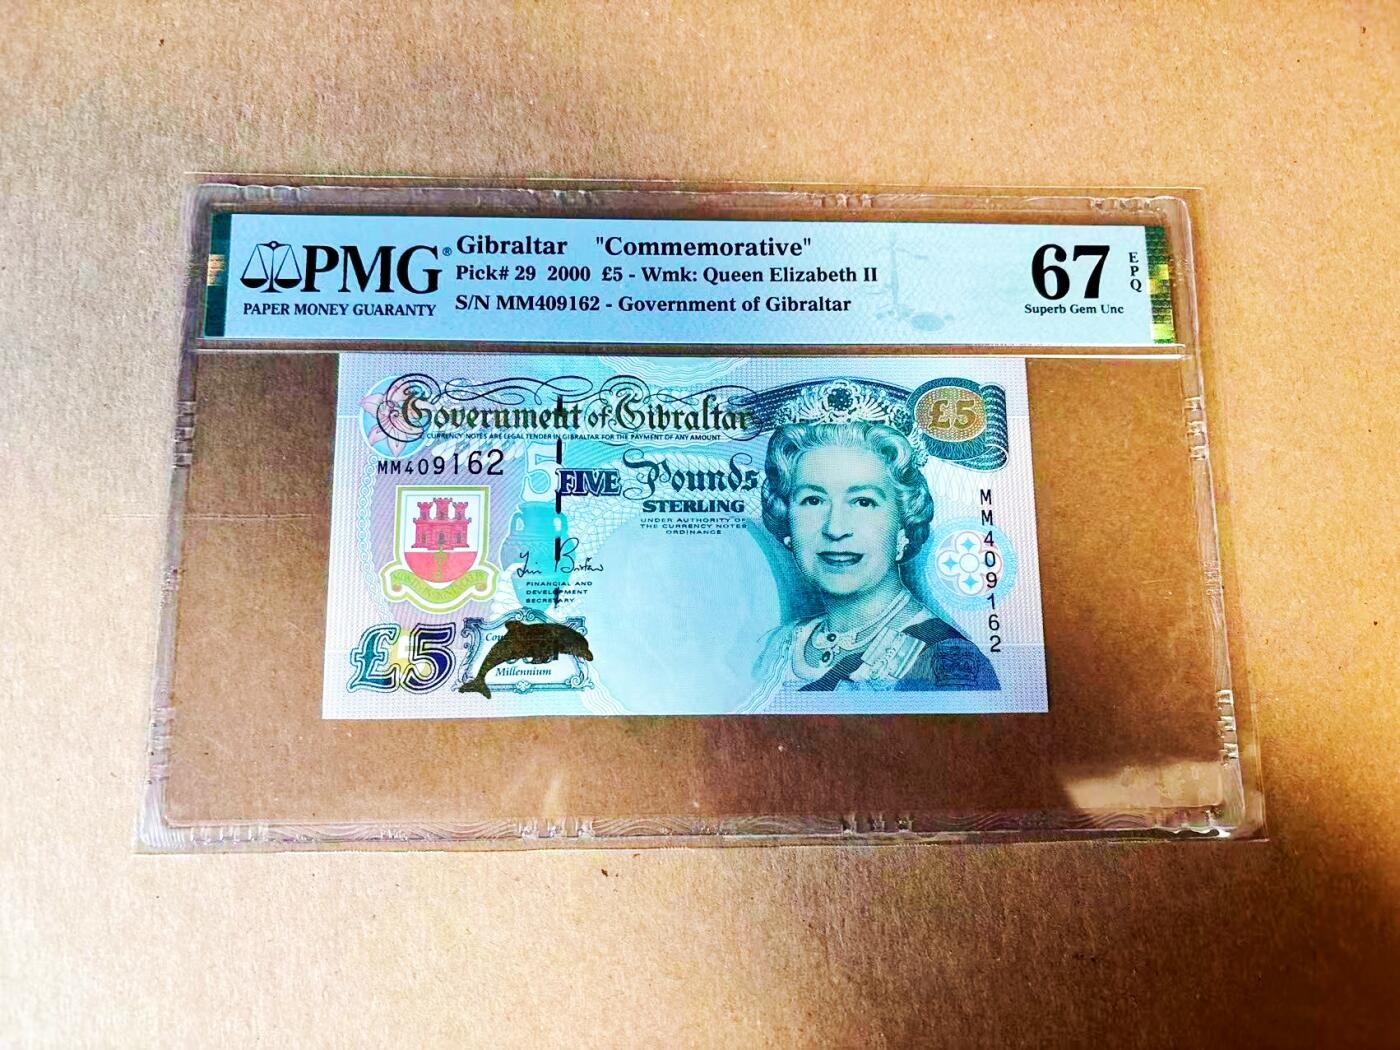 PMG®
PAPER MONEY GUARANTY
Gibraltar "Commemorative"
Pick# 29 2000 £5 - Wmk: Queen Elizabeth II
S/N MM409162 - Government of Gibraltar
67
EPQ
Superb Gem Unc
Government of Gibraltar
CURRENCY NOTES ARE LEGAL TENDER IN GIBRALTAR FOR THE PAYMENT OF ANY AMOUNT
£5
MM409162
5
FIVE Pounds
STERLING
UNDER AUTHORITY OF
THE CURRENCY NOTES
ORDINANCE
MM409162
FINANCIAL AND
DEVELOPMENT
SECRETARY
£5
Millennium